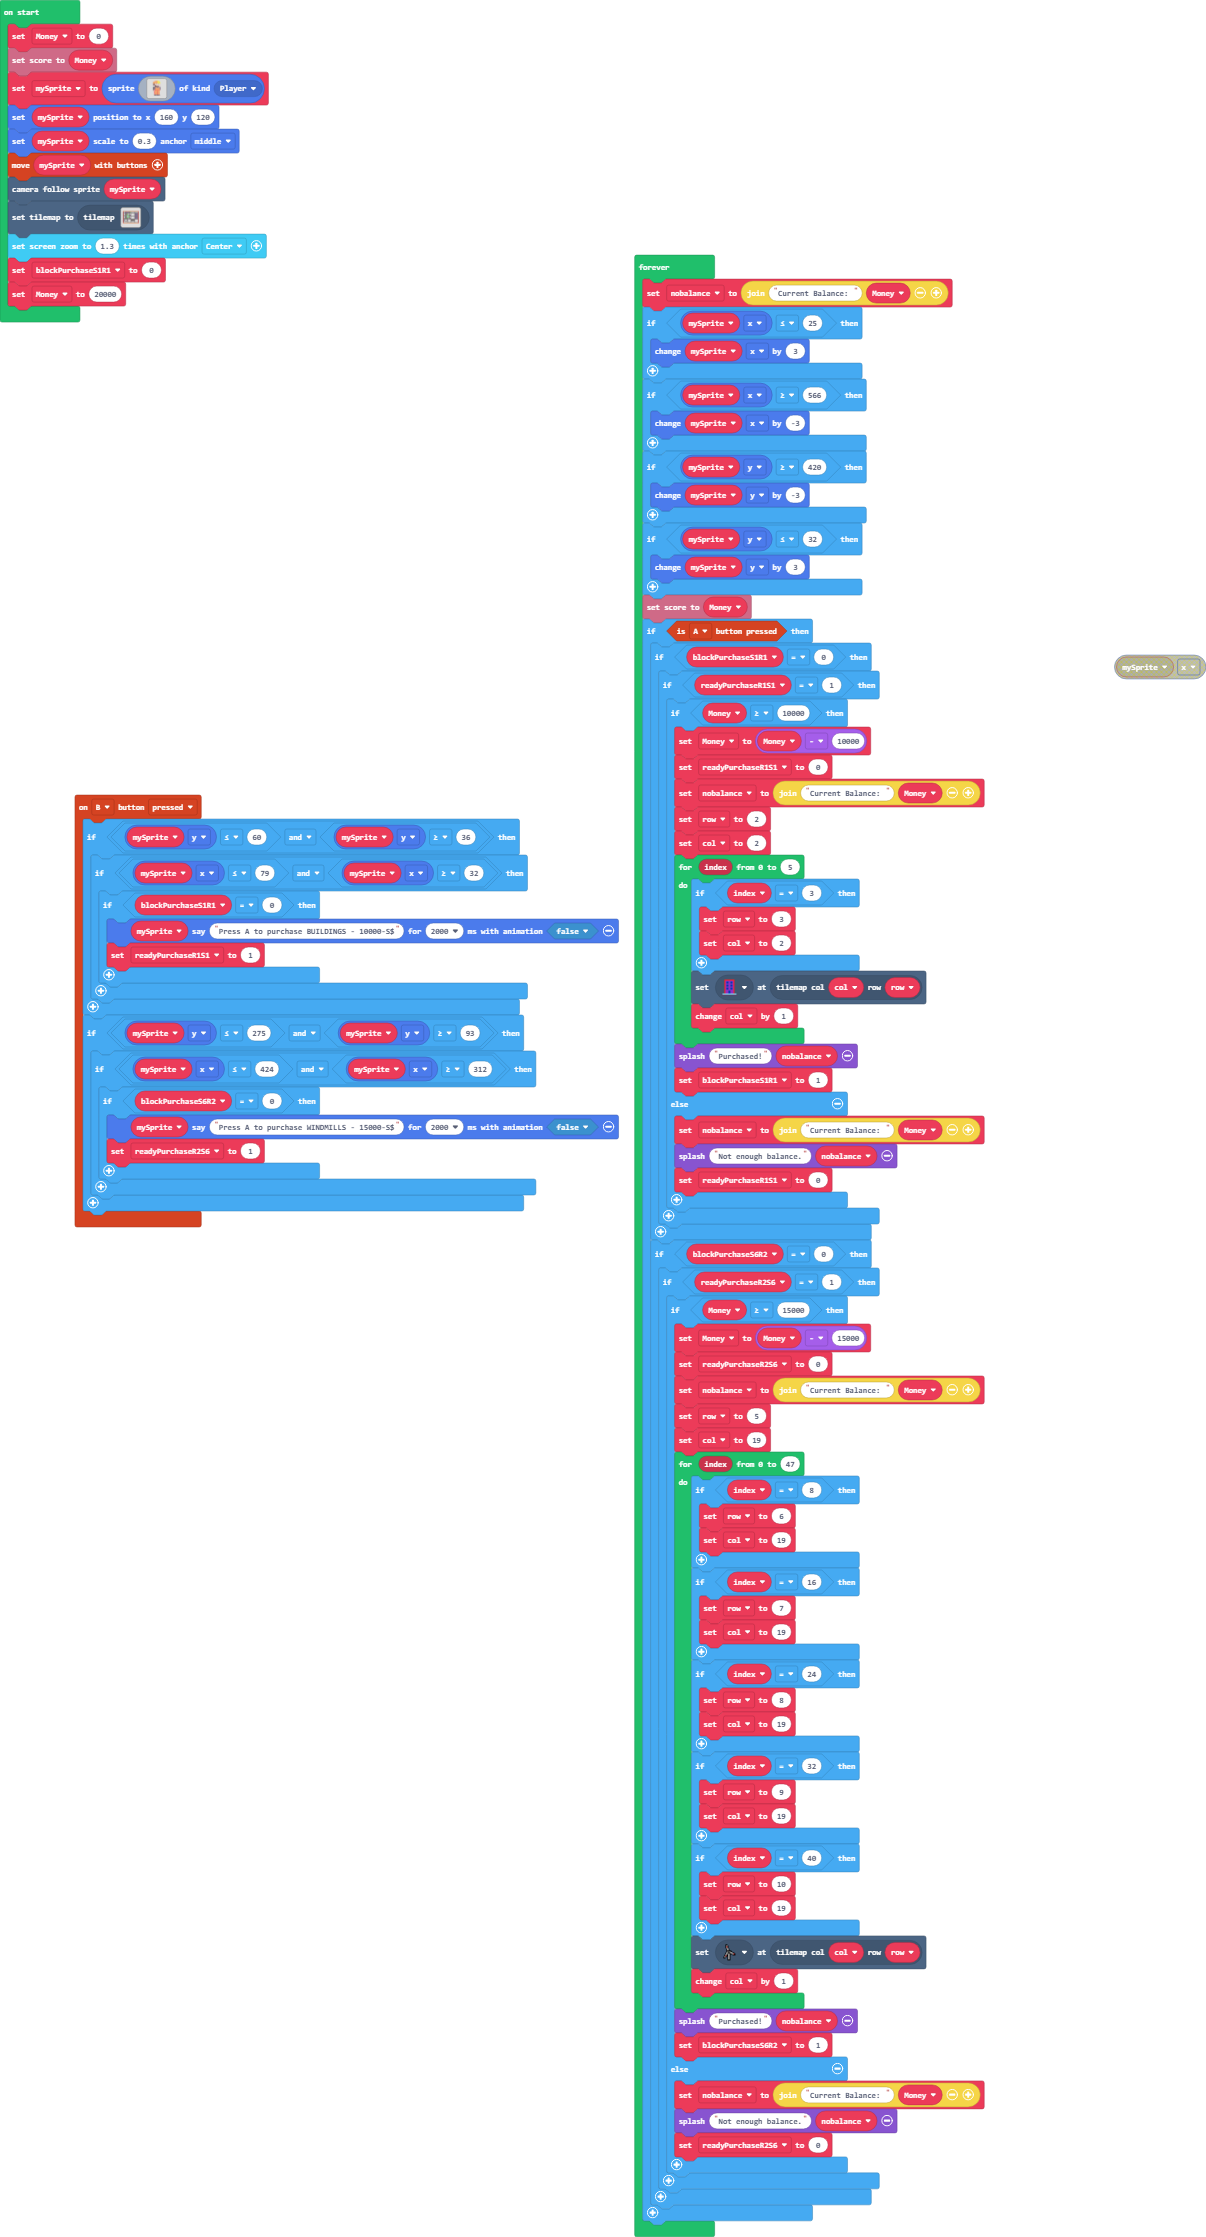 on start
set Money to 0
set score to Money
set mySprite to sprite of kind Player
set mySprite position to x 160 y 120
set mySprite scale to 0.3 anchor middle
move mySprite with buttons
camera follow sprite mySprite
set tilemap to tilemap
set screen zoom to 1.3 times with anchor Center
set blockPurchaseS1R1 to 0
set Money to 20000
forever
set nobalance to join "Current Balance: " Money
if mySprite x ≤ 25 then
change mySprite x by 3
if mySprite x ≥ 566 then
change mySprite x by -3
if mySprite y ≥ 420 then
change mySprite y by -3
if mySprite y ≤ 32 then
change mySprite y by 3
set score to Money
if is A button pressed then
if blockPurchaseS1R1 = 0 then
if readyPurchaseR1S1 = 1 then
if Money ≥ 10000 then
set Money to Money - 10000
set readyPurchaseR1S1 to 0
set nobalance to join "Current Balance: " Money
set row to 2
set col to 2
for index from 0 to 5
do if index = 3 then
set row to 3
set col to 2
set at tilemap col col row row
change col by 1
splash "Purchased!" nobalance
set blockPurchaseS1R1 to 1
else
set nobalance to join "Current Balance: " Money
splash "Not enough balance." nobalance
set readyPurchaseR1S1 to 0
if blockPurchaseS6R2 = 0 then
if readyPurchaseR2S6 = 1 then
if Money ≥ 15000 then
set Money to Money - 15000
set readyPurchaseR2S6 to 0
set nobalance to join "Current Balance: " Money
set row to 5
set col to 19
for index from 0 to 47
do if index = 8 then
set row to 6
set col to 19
if index = 16 then
set row to 7
set col to 19
if index = 24 then
set row to 8
set col to 19
if index = 32 then
set row to 9
set col to 19
if index = 40 then
set row to 10
set col to 19
set at tilemap col col row row
change col by 1
splash "Purchased!" nobalance
set blockPurchaseS6R2 to 1
else
set nobalance to join "Current Balance: " Money
splash "Not enough balance." nobalance
set readyPurchaseR2S6 to 0
mySprite x
on B button pressed
if mySprite y ≤ 60 and mySprite y ≥ 36 then
if mySprite x ≤ 79 and mySprite x ≥ 32 then
if blockPurchaseS1R1 = 0 then
mySprite say "Press A to purchase BUILDINGS - 10000-S$" for 2000 ms with animation false
set readyPurchaseR1S1 to 1
if mySprite y ≤ 275 and mySprite y ≥ 93 then
if mySprite x ≤ 424 and mySprite x ≥ 312 then
if blockPurchaseS6R2 = 0 then
mySprite say "Press A to purchase WINDMILLS - 15000-S$" for 2000 ms with animation false
set readyPurchaseR2S6 to 1